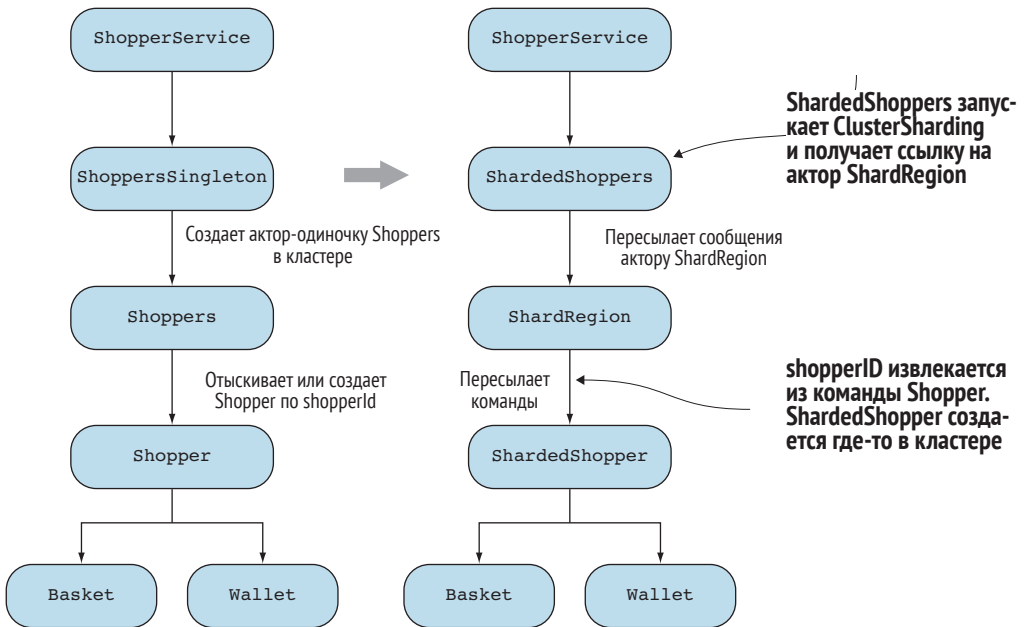 ShopperService
ShopperService
ShardedShoppers запус-
кает ClusterSharding
и получает ссылку на
актор ShardRegion
ShoppersSingleton
ShardedShoppers
Создает актор-одиночку Shoppers
в кластере
Пересылает сообщения
актору ShardRegion
Shoppers
ShardRegion
Отыскивает или создает
Shopper по shopperId
Пересылает
команды
shopperID извлекается
из команды Shopper.
ShardedShopper созда-
ется где-то в кластере
Shopper
ShardedShopper
Basket
Wallet
Basket
Wallet